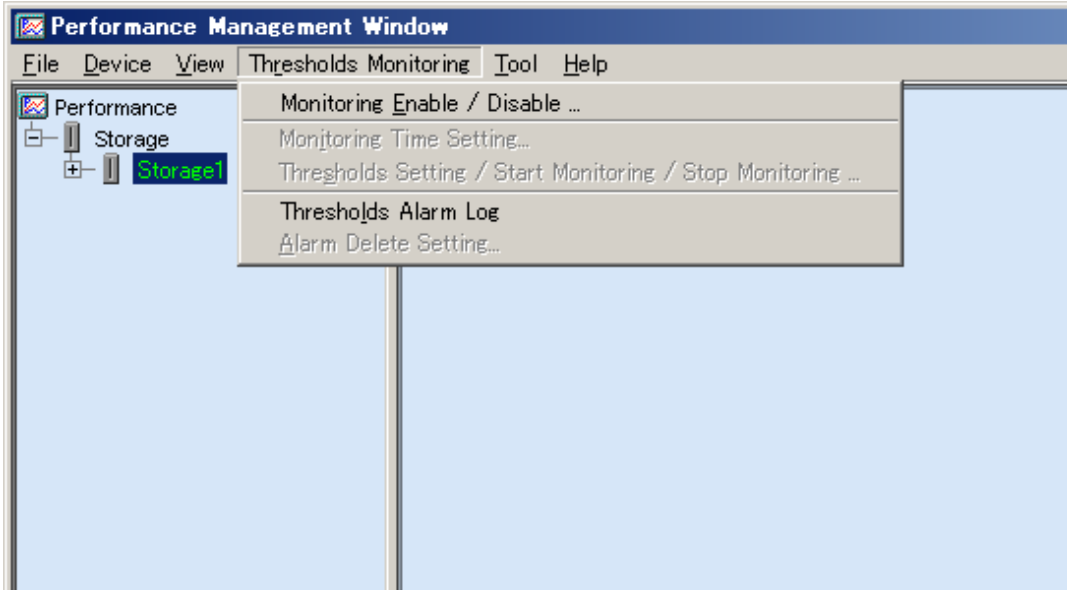 Performance Management Window
File Device View Thresholds Monitoring Tool Help
Performance
Storage
Storage1
Monitoring Enable / Disable ...
Monitoring Time Setting...
Thresholds Setting / Start Monitoring / Stop Monitoring ...
Thresholds Alarm Log
Alarm Delete Setting...